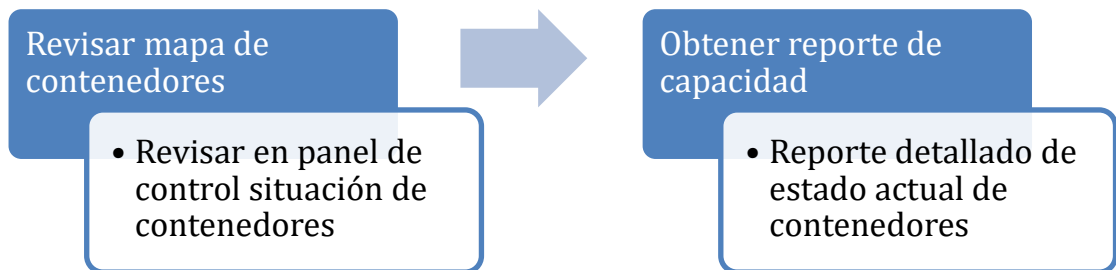 Revisar mapa de
contenedores
• Revisar en panel de
control situación de
contenedores
Obtener reporte de
capacidad
• Reporte detallado de
estado actual de
contenedores